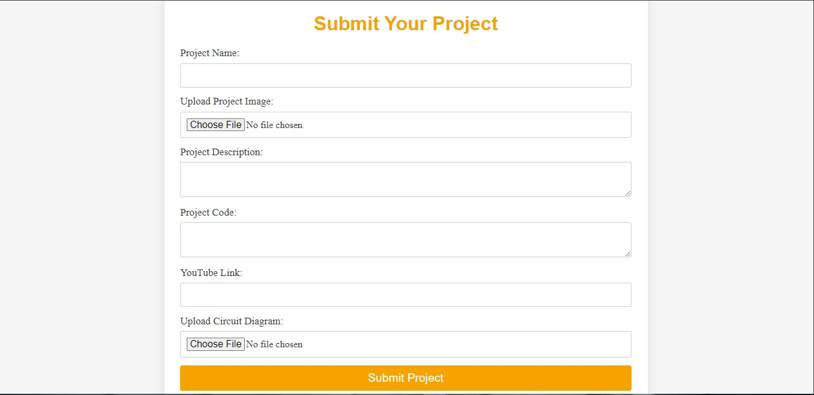 Submit Your Project
Project Name:
Upload Project Image:
Choose File No file chosen
Project Description:
Project Code:
YouTube Link:
Upload Circuit Diagram:
Choose File No file chosen
Submit Project